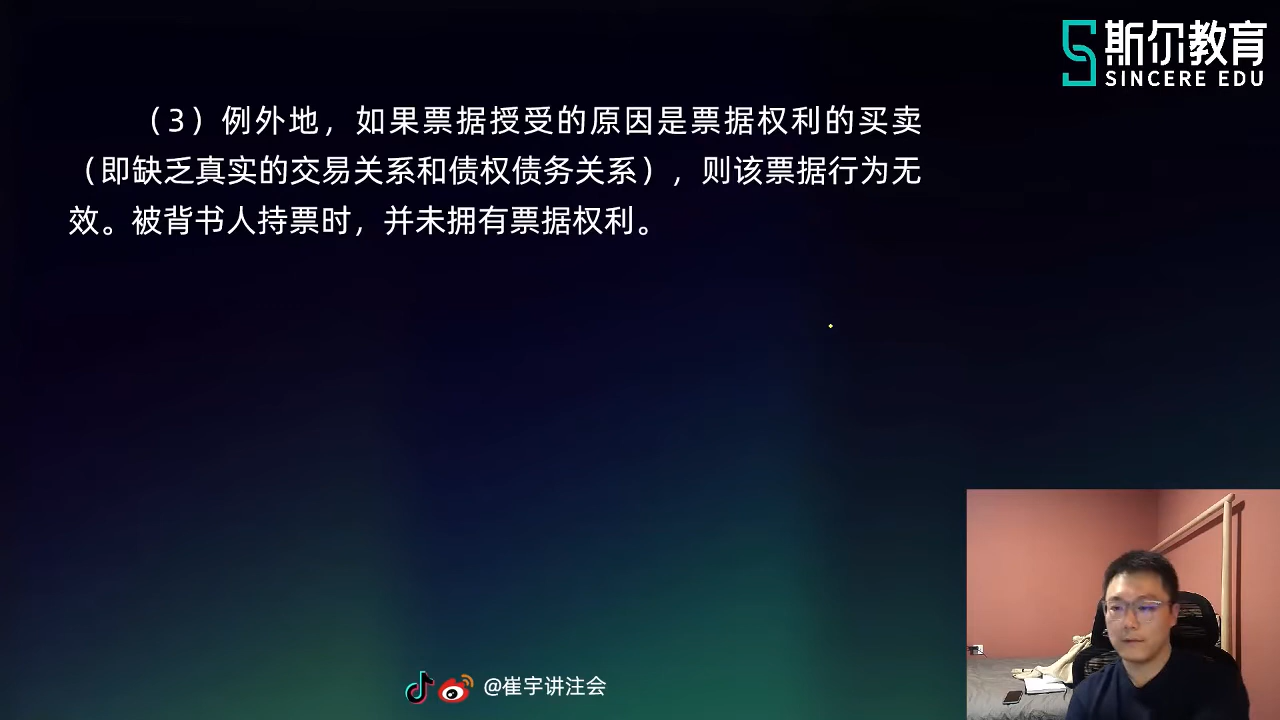 斯尔教育
SINCERE EDU
（3）例外地，如果票据授受的原因是票据权利的买卖
（即缺乏真实的交易关系和债权债务关系），则该票据行为无
效。被背书人持票时，并未拥有票据权利。
@崔宇讲注会